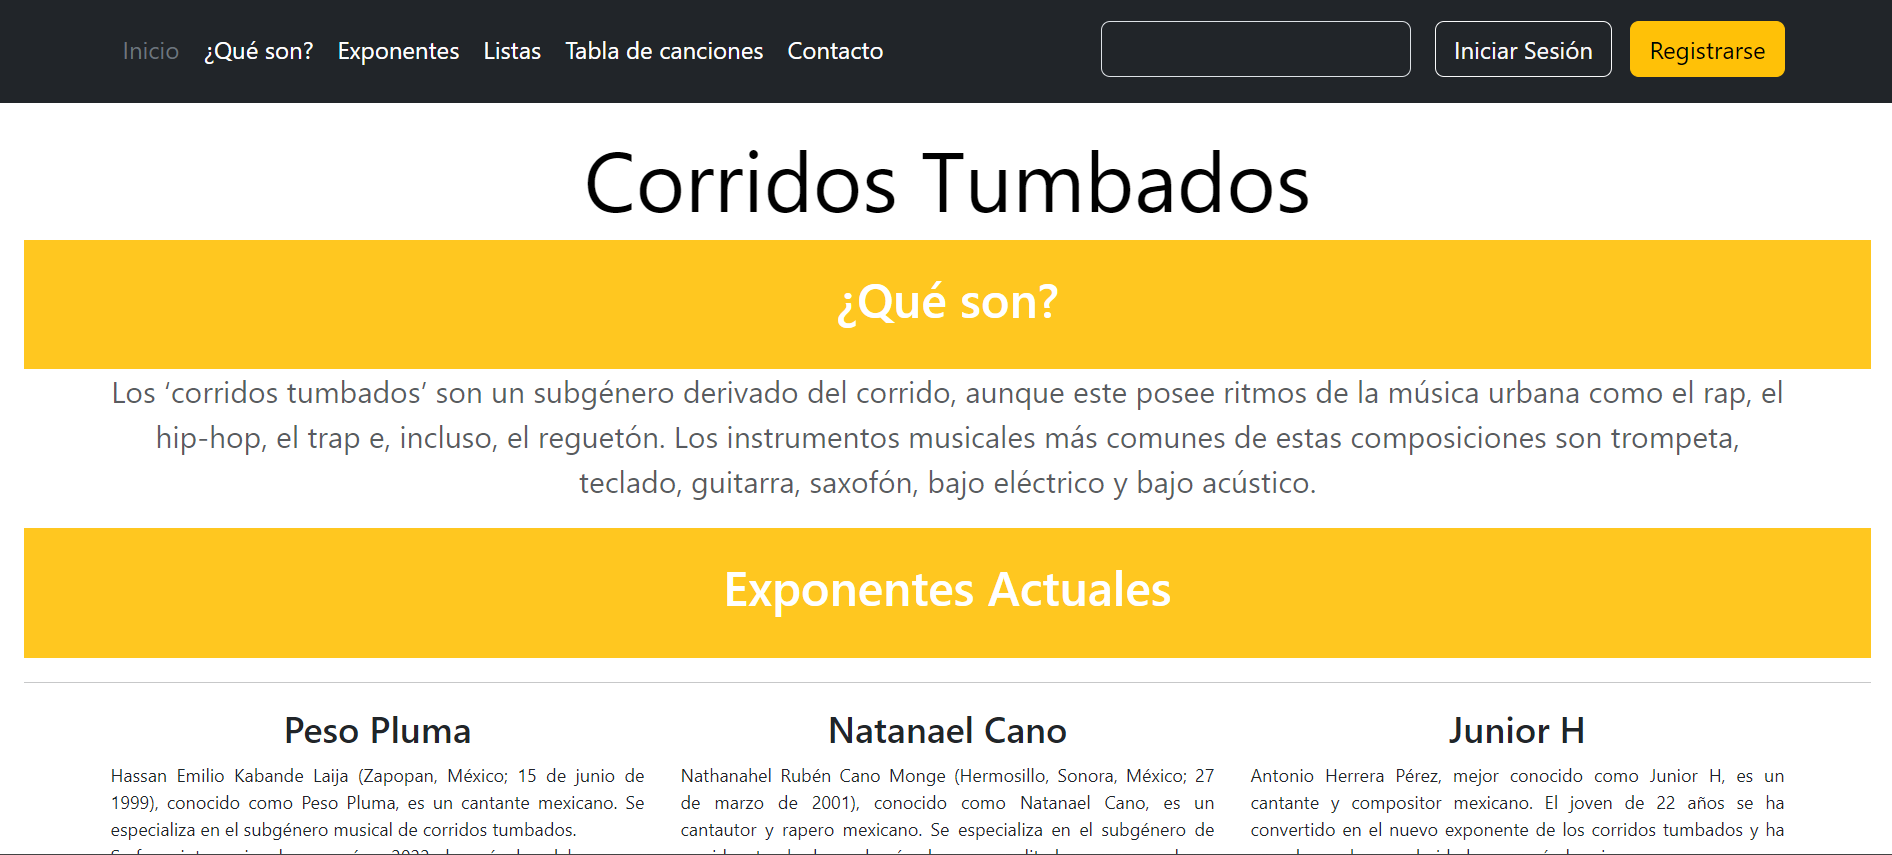 Inicio ¿Qué son? Exponentes Listas Tabla de canciones Contacto Iniciar Sesión Registrarse
Corridos Tumbados
¿Qué son?
Los ‘corridos tumbados’ son un subgénero derivado del corrido, aunque este posee ritmos de la música urbana como el rap, el
hip-hop, el trap e, incluso, el reguetón. Los instrumentos musicales más comunes de estas composiciones son trompeta,
teclado, guitarra, saxofón, bajo eléctrico y bajo acústico.
Exponentes Actuales
Peso Pluma
Hassan Emilio Kabande Laija (Zapopan, México; 15 de junio de
1999), conocido como Peso Pluma, es un cantante mexicano. Se
especializa en el subgénero musical de corridos tumbados.
Natanael Cano
Nathanahel Rubén Cano Monge (Hermosillo, Sonora, México; 27
de marzo de 2001), conocido como Natanael Cano, es un
cantautor y rapero mexicano. Se especializa en el subgénero de
Junior H
Antonio Herrera Pérez, mejor conocido como Junior H, es un
cantante y compositor mexicano. El joven de 22 años se ha
convertido en el nuevo exponente de los corridos tumbados y ha